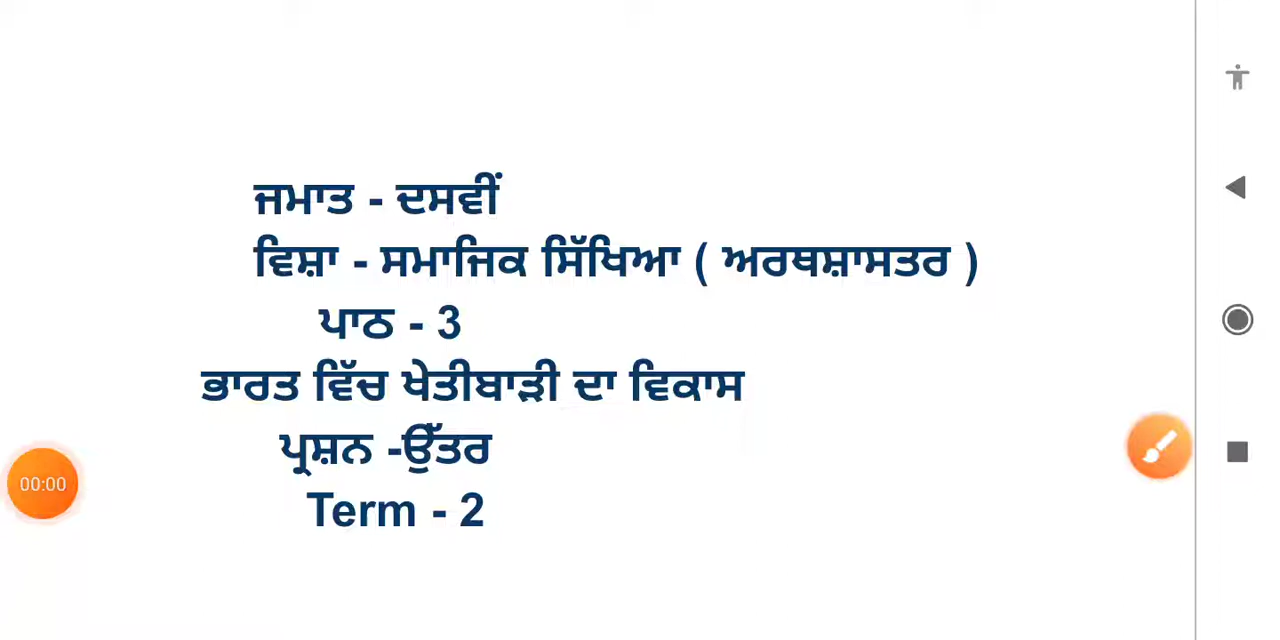 ਜਮਾਤ - ਦਸਵੀਂ
ਵਿਸ਼ਾ - ਸਮਾਜਿਕ ਸਿੱਖਿਆ ( ਅਰਥਸ਼ਾਸਤਰ )
ਪਾਠ - 3
ਭਾਰਤ ਵਿੱਚ ਖੇਤੀਬਾੜੀ ਦਾ ਵਿਕਾਸ
ਪ੍ਰਸ਼ਨ -ਉੱਤਰ
00:00
Term - 2